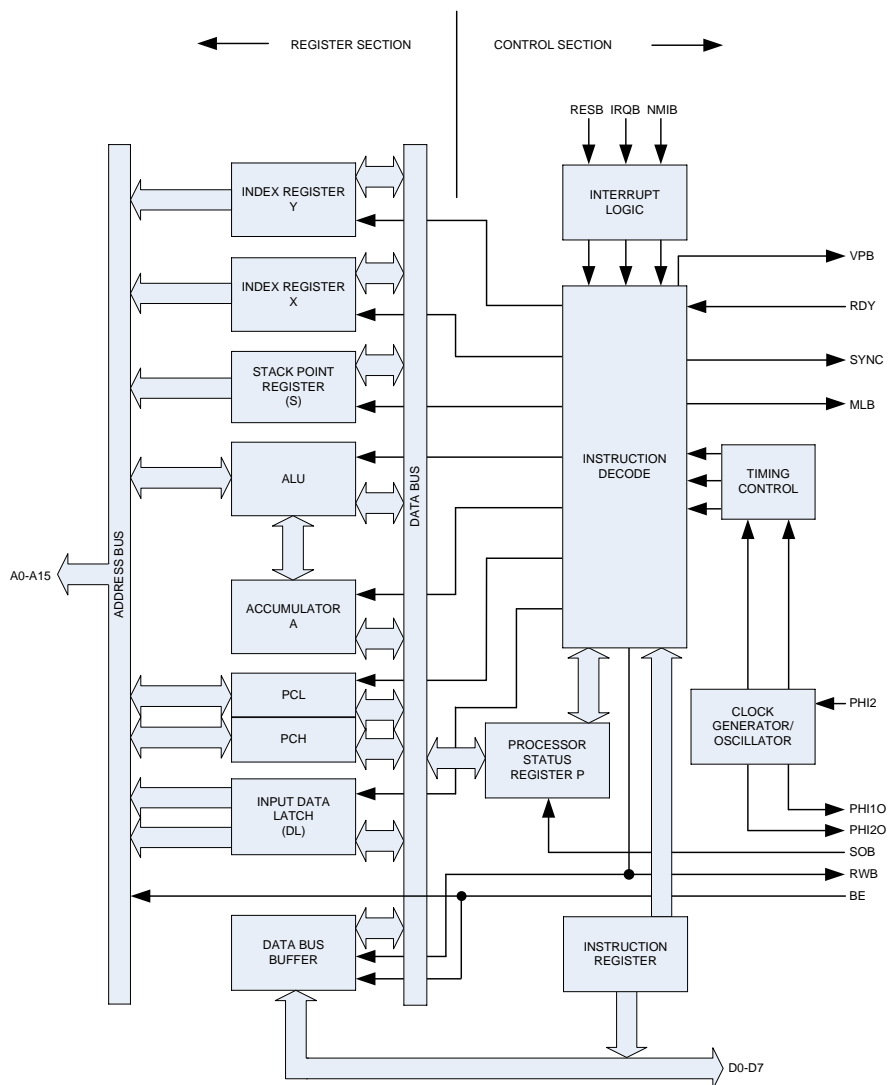 REGISTER SECTION
CONTROL SECTION
RESB
IRQB
NMIB
INTERRUPT
LOGIC
INDEX REGISTER
Y
VPB
INDEX REGISTER
X
RDY
STACK POINT
REGISTER
(S)
SYNC
MLB
ALU
DATA BUS
INSTRUCTION
DECODE
TIMING
CONTROL
A0-A15
ADDRESS BUS
ACCUMULATOR
A
PCL
PCH
PROCESSOR
STATUS
REGISTER P
CLOCK
GENERATOR/
OSCILLATOR
PHI2
INPUT DATA
LATCH
(DL)
PHI1O
PHI2O
SOB
RWB
BE
DATA BUS
BUFFER
INSTRUCTION
REGISTER
D0-D7